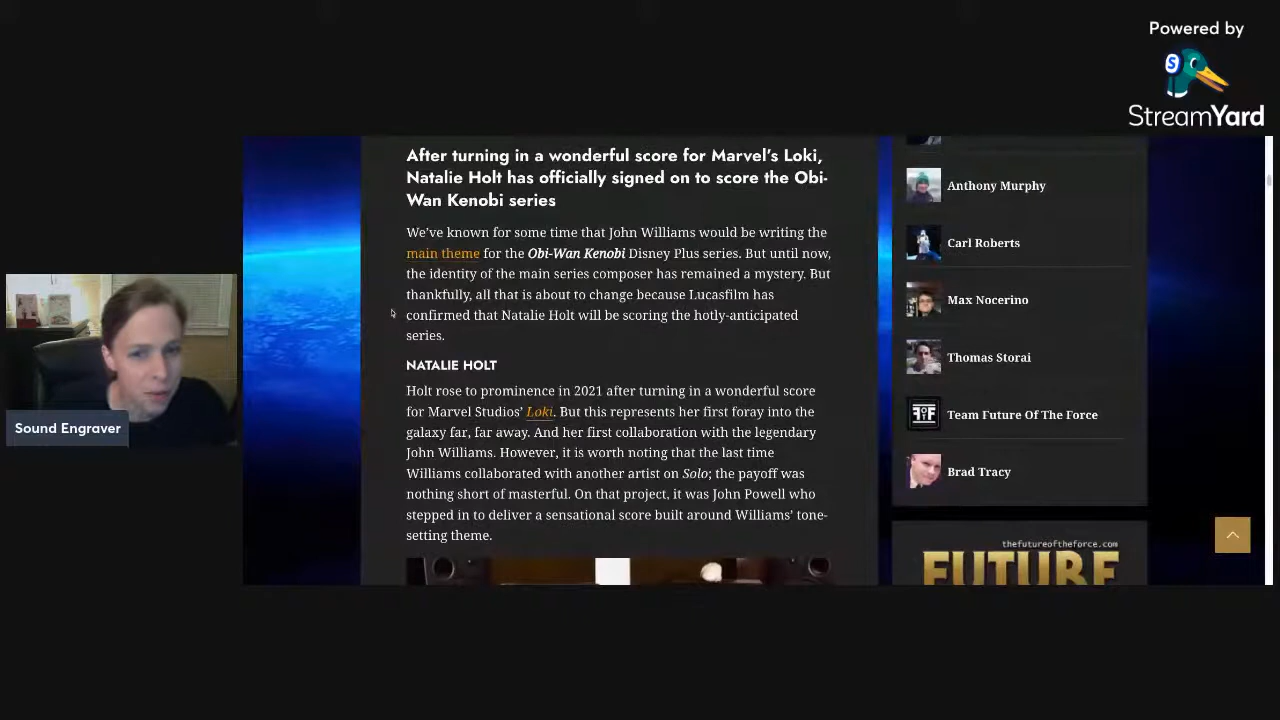 Powered by
S
StreamYard
After turning in a wonderful score for Marvel's Loki,
Natalie Holt has officially signed on to score the Obi-
Wan Kenobi series
We've known for some time that John Williams would be writing the
main theme for the Obi-Wan Kenobi Disney Plus series. But until now,
the identity of the main series composer has remained a mystery. But
thankfully, all that is about to change because Lucasfilm has
confirmed that Natalie Holt will be scoring the hotly-anticipated
series.
NATALIE HOLT
Holt rose to prominence in 2021 after turning in a wonderful score
for Marvel Studios' Loki. But this represents her first foray into the
galaxy far, far away. And her first collaboration with the legendary
John Williams. However, it is worth noting that the last time
Williams collaborated with another artist on Solo; the payoff was
nothing short of masterful. On that project, it was John Powell who
stepped in to deliver a sensational score built around Williams' tone-
setting theme.
Anthony Murphy
Carl Roberts
Max Nocerino
Thomas Storai
Team Future Of The Force
Brad Tracy
thefutureoftheforce.com
FUTURE
Sound Engraver